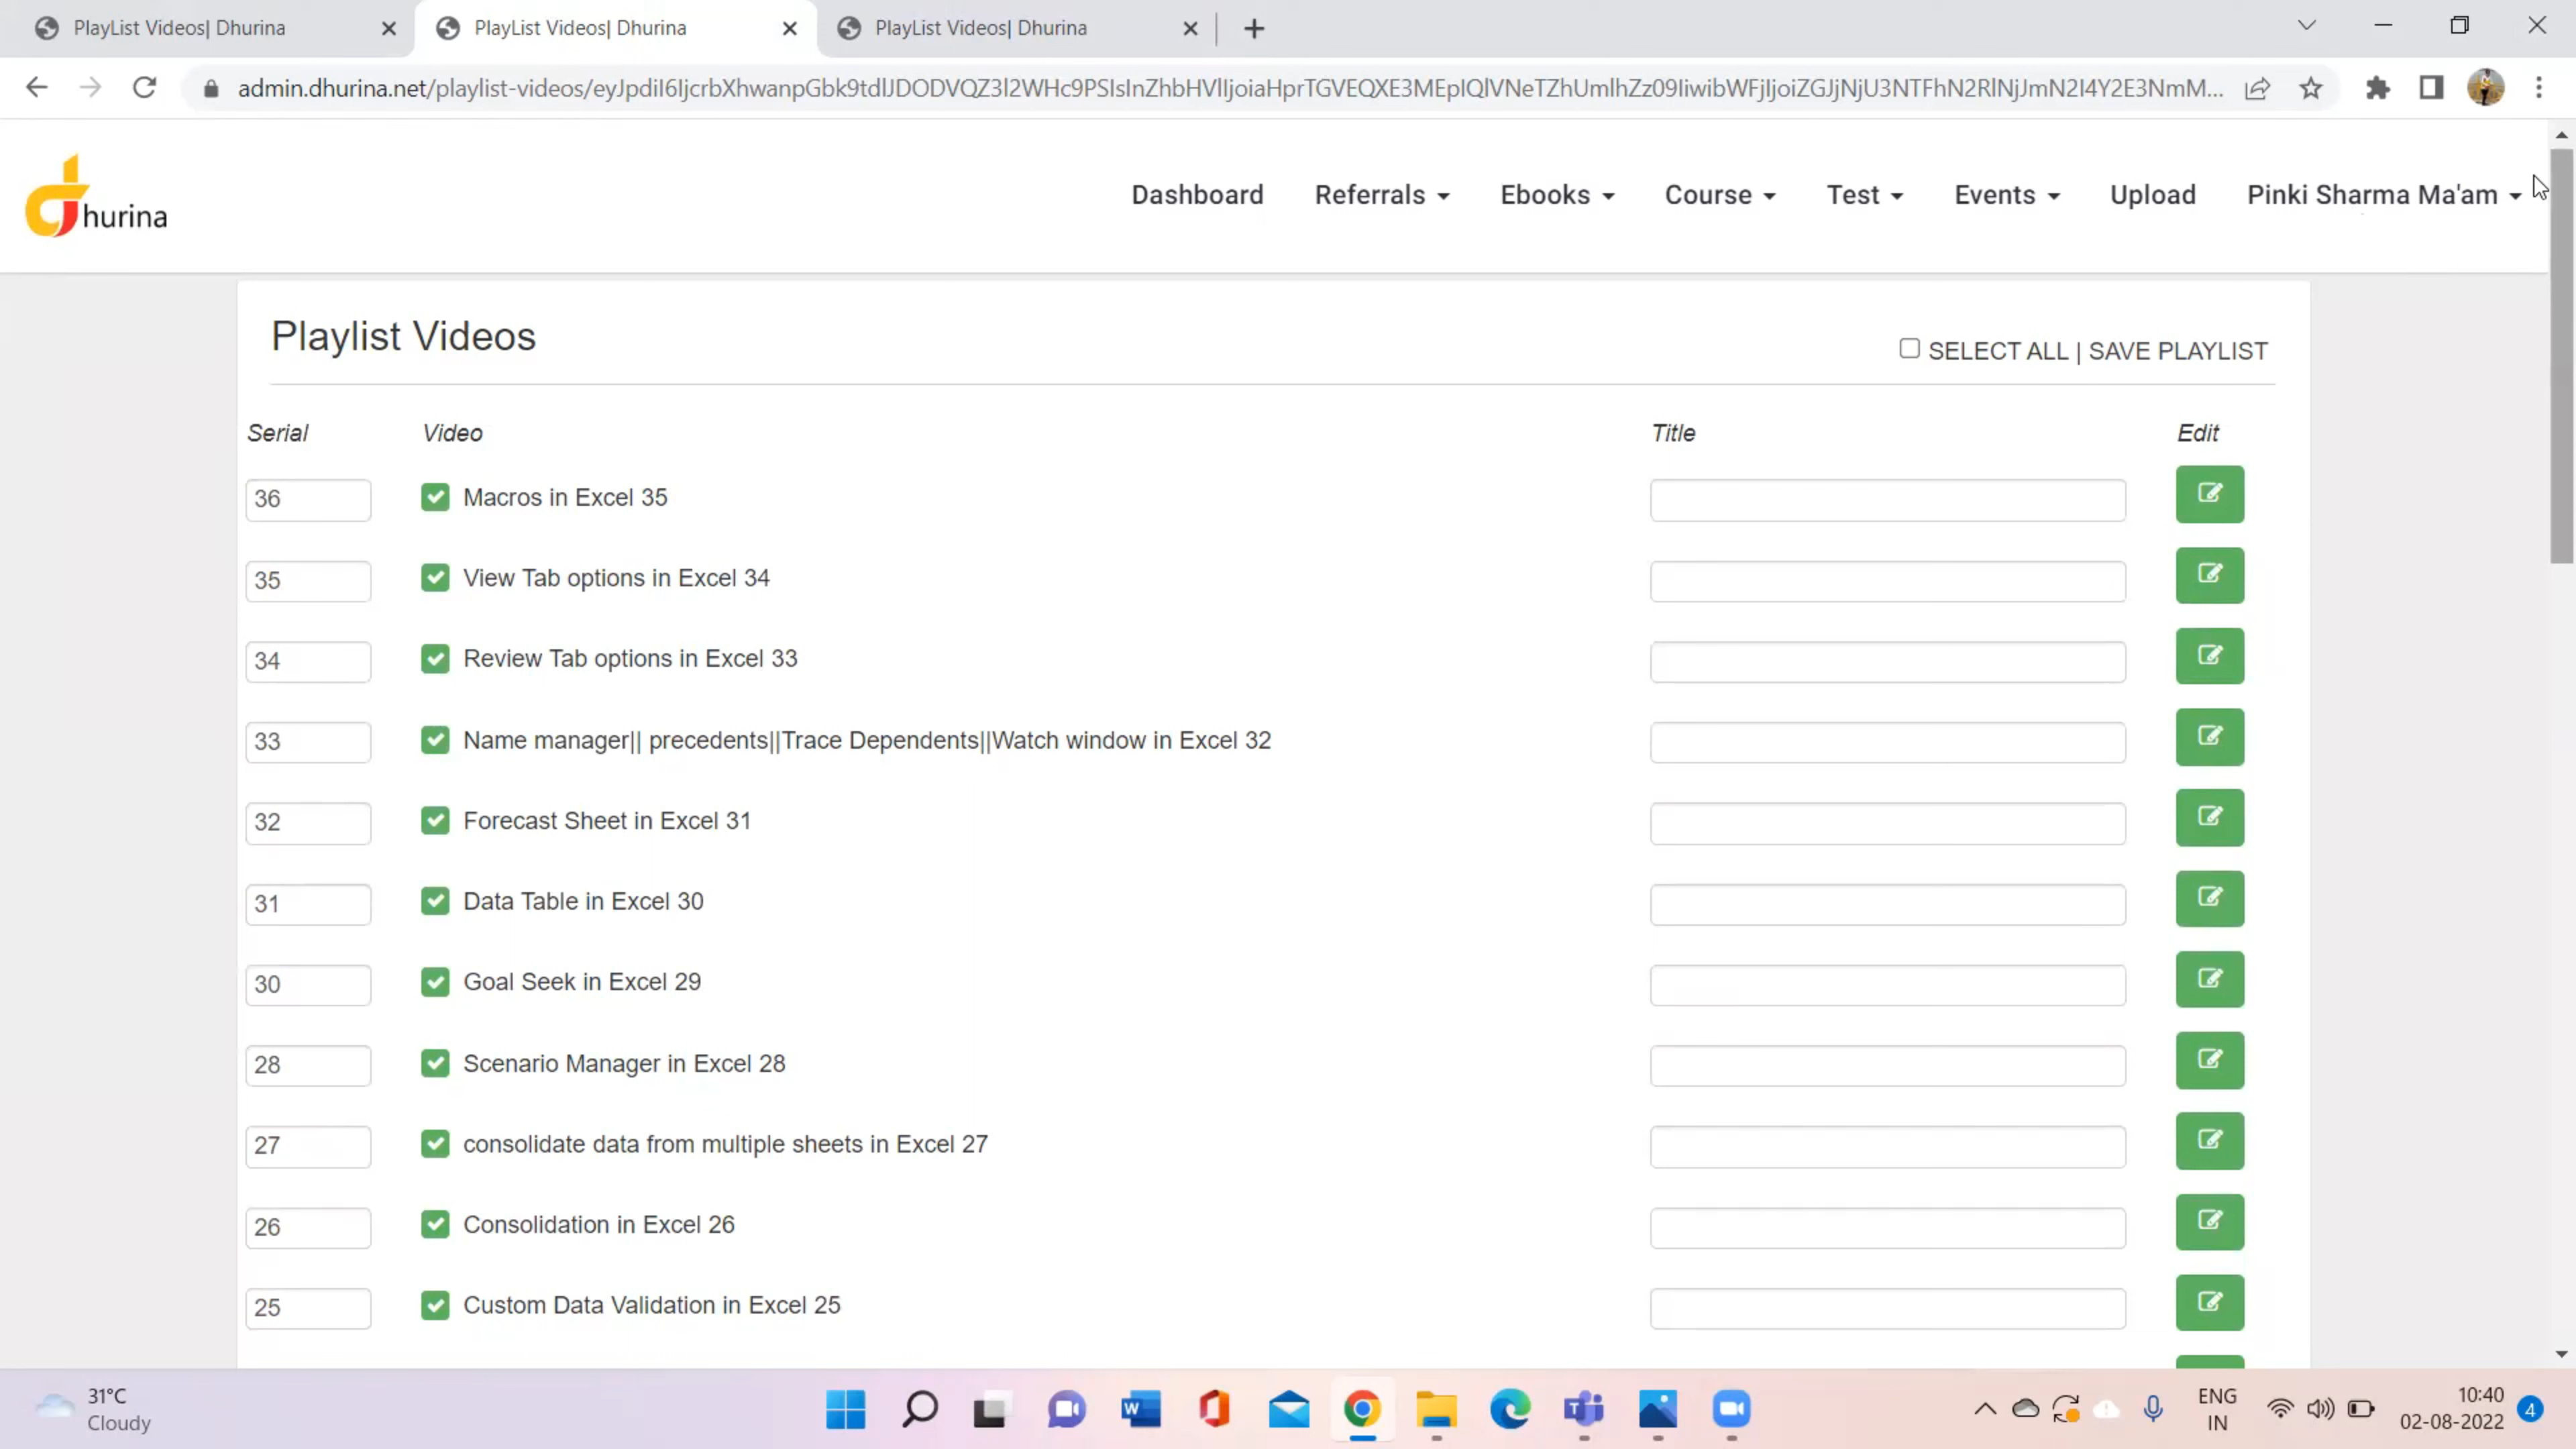 PlayList Videos| Dhurina
PlayList Videos| Dhurina
PlayList Videos| Dhurina
hurina
Dashboard
Referrals
Ebooks
Course
Test
Events
Upload
Pinki Sharma Ma'am
Playlist Videos
SELECT ALL | SAVE PLAYLIST
Serial Video Title Edit
36 Macros in Excel 35
35 View Tab options in Excel 34
34 Review Tab options in Excel 33
33 Name manager|| precedents||Trace Dependents||Watch window in Excel 32
32 Forecast Sheet in Excel 31
31 Data Table in Excel 30
30 Goal Seek in Excel 29
28 Scenario Manager in Excel 28
27 consolidate data from multiple sheets in Excel 27
26 Consolidation in Excel 26
25 Custom Data Validation in Excel 25
31°C
Cloudy
ENG
IN
10:40
02-08-2022
4